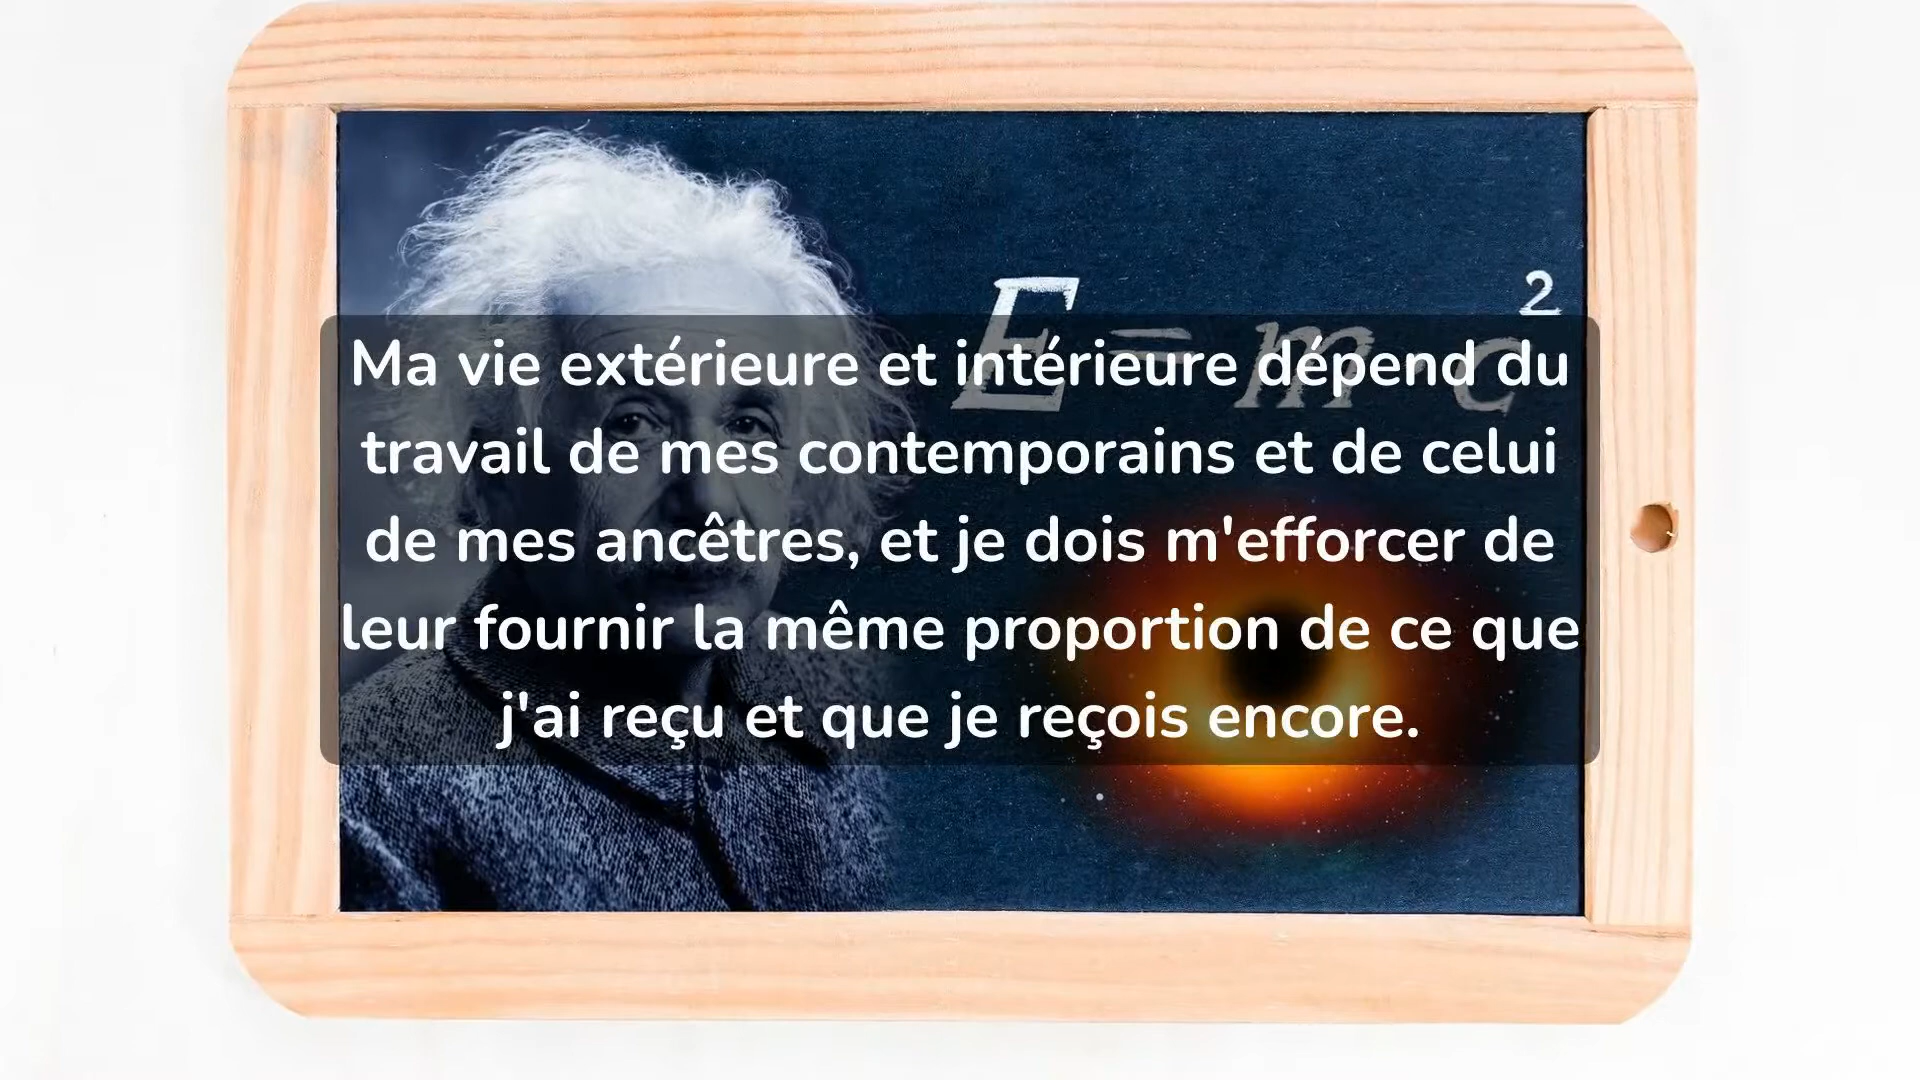 E = m c 2
Ma vie extérieure et intérieure dépend du
travail de mes contemporains et de celui
de mes ancêtres, et je dois m'efforcer de
leur fournir la même proportion de ce que
j'ai reçu et que je reçois encore.